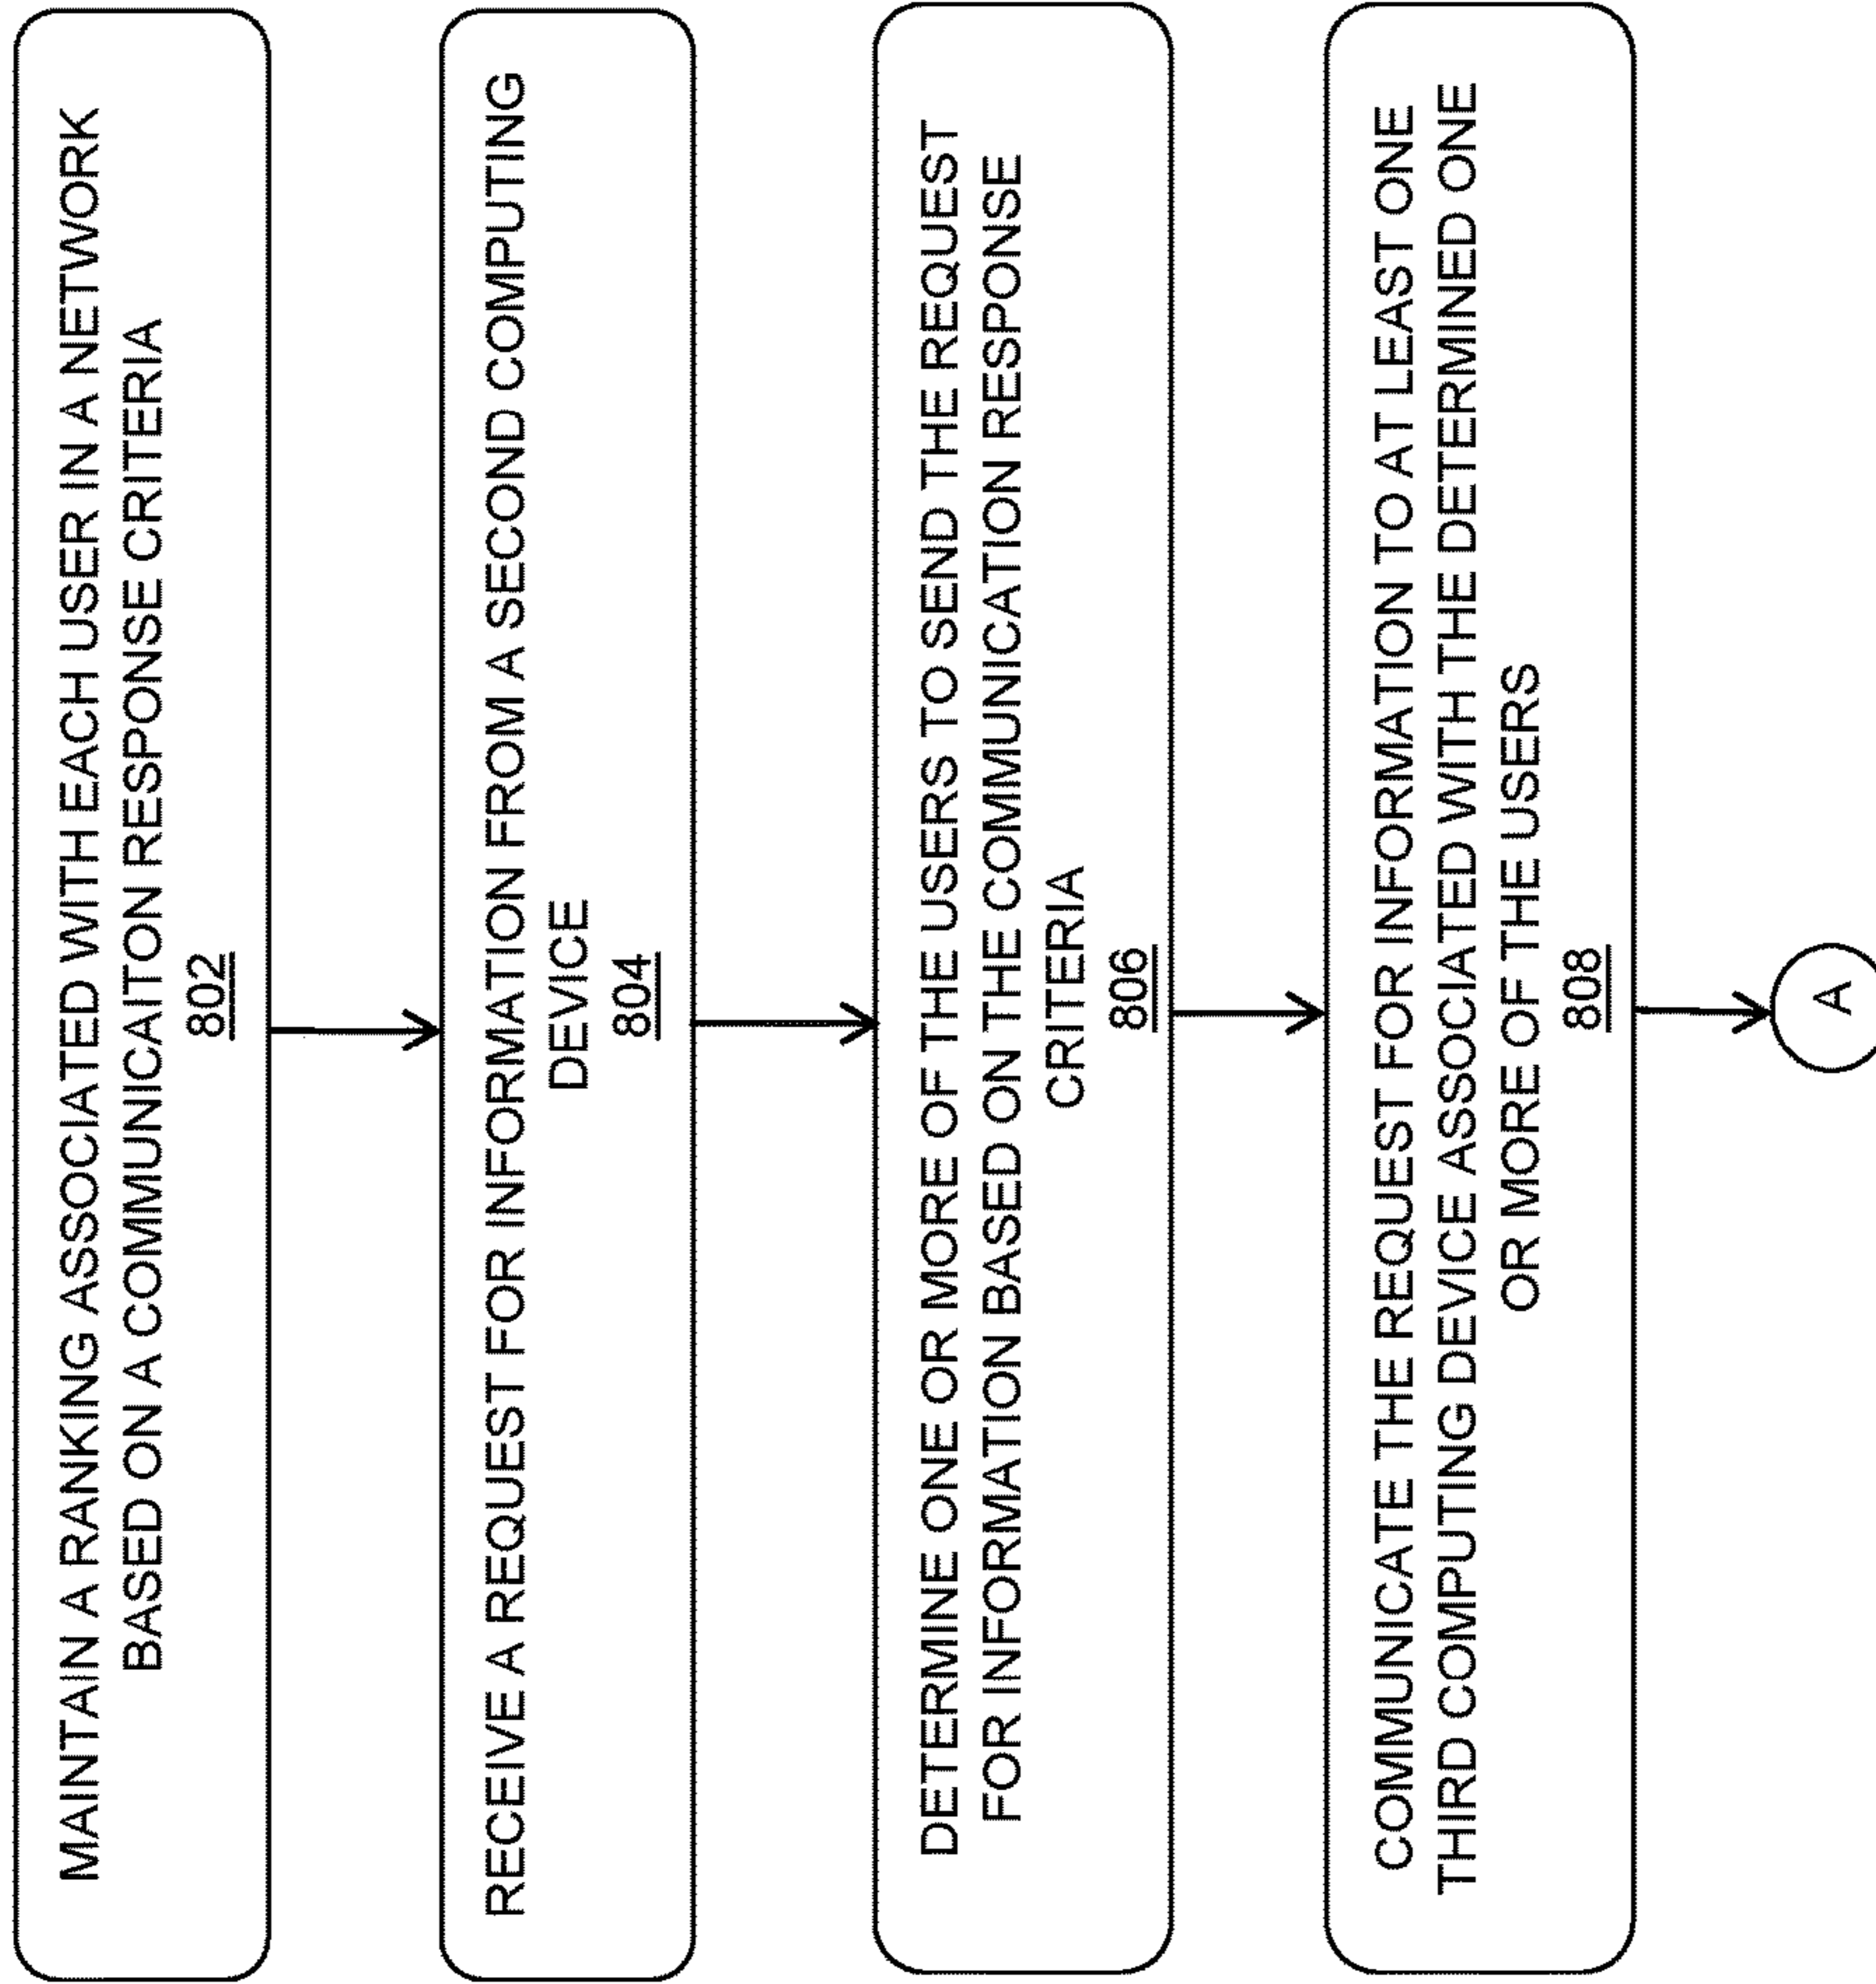 MAINTAIN A RANKING ASSOCIATED WITH EACH USER IN A NETWORK
BASED ON A COMMUNICAITON RESPONSE CRITERIA
802
RECEIVE A REQUEST FOR INFORMATION FROM A SECOND COMPUTING
DEVICE
804
DETERMINE ONE OR MORE OF THE USERS TO SEND THE REQUEST
FOR INFORMATION BASED ON THE COMMUNICATION RESPONSE
CRITERIA
806
COMMUNICATE THE REQUEST FOR INFORMATION TO AT LEAST ONE
THIRD COMPUTING DEVICE ASSOCIATED WITH THE DETERMINED ONE
OR MORE OF THE USERS
808
A